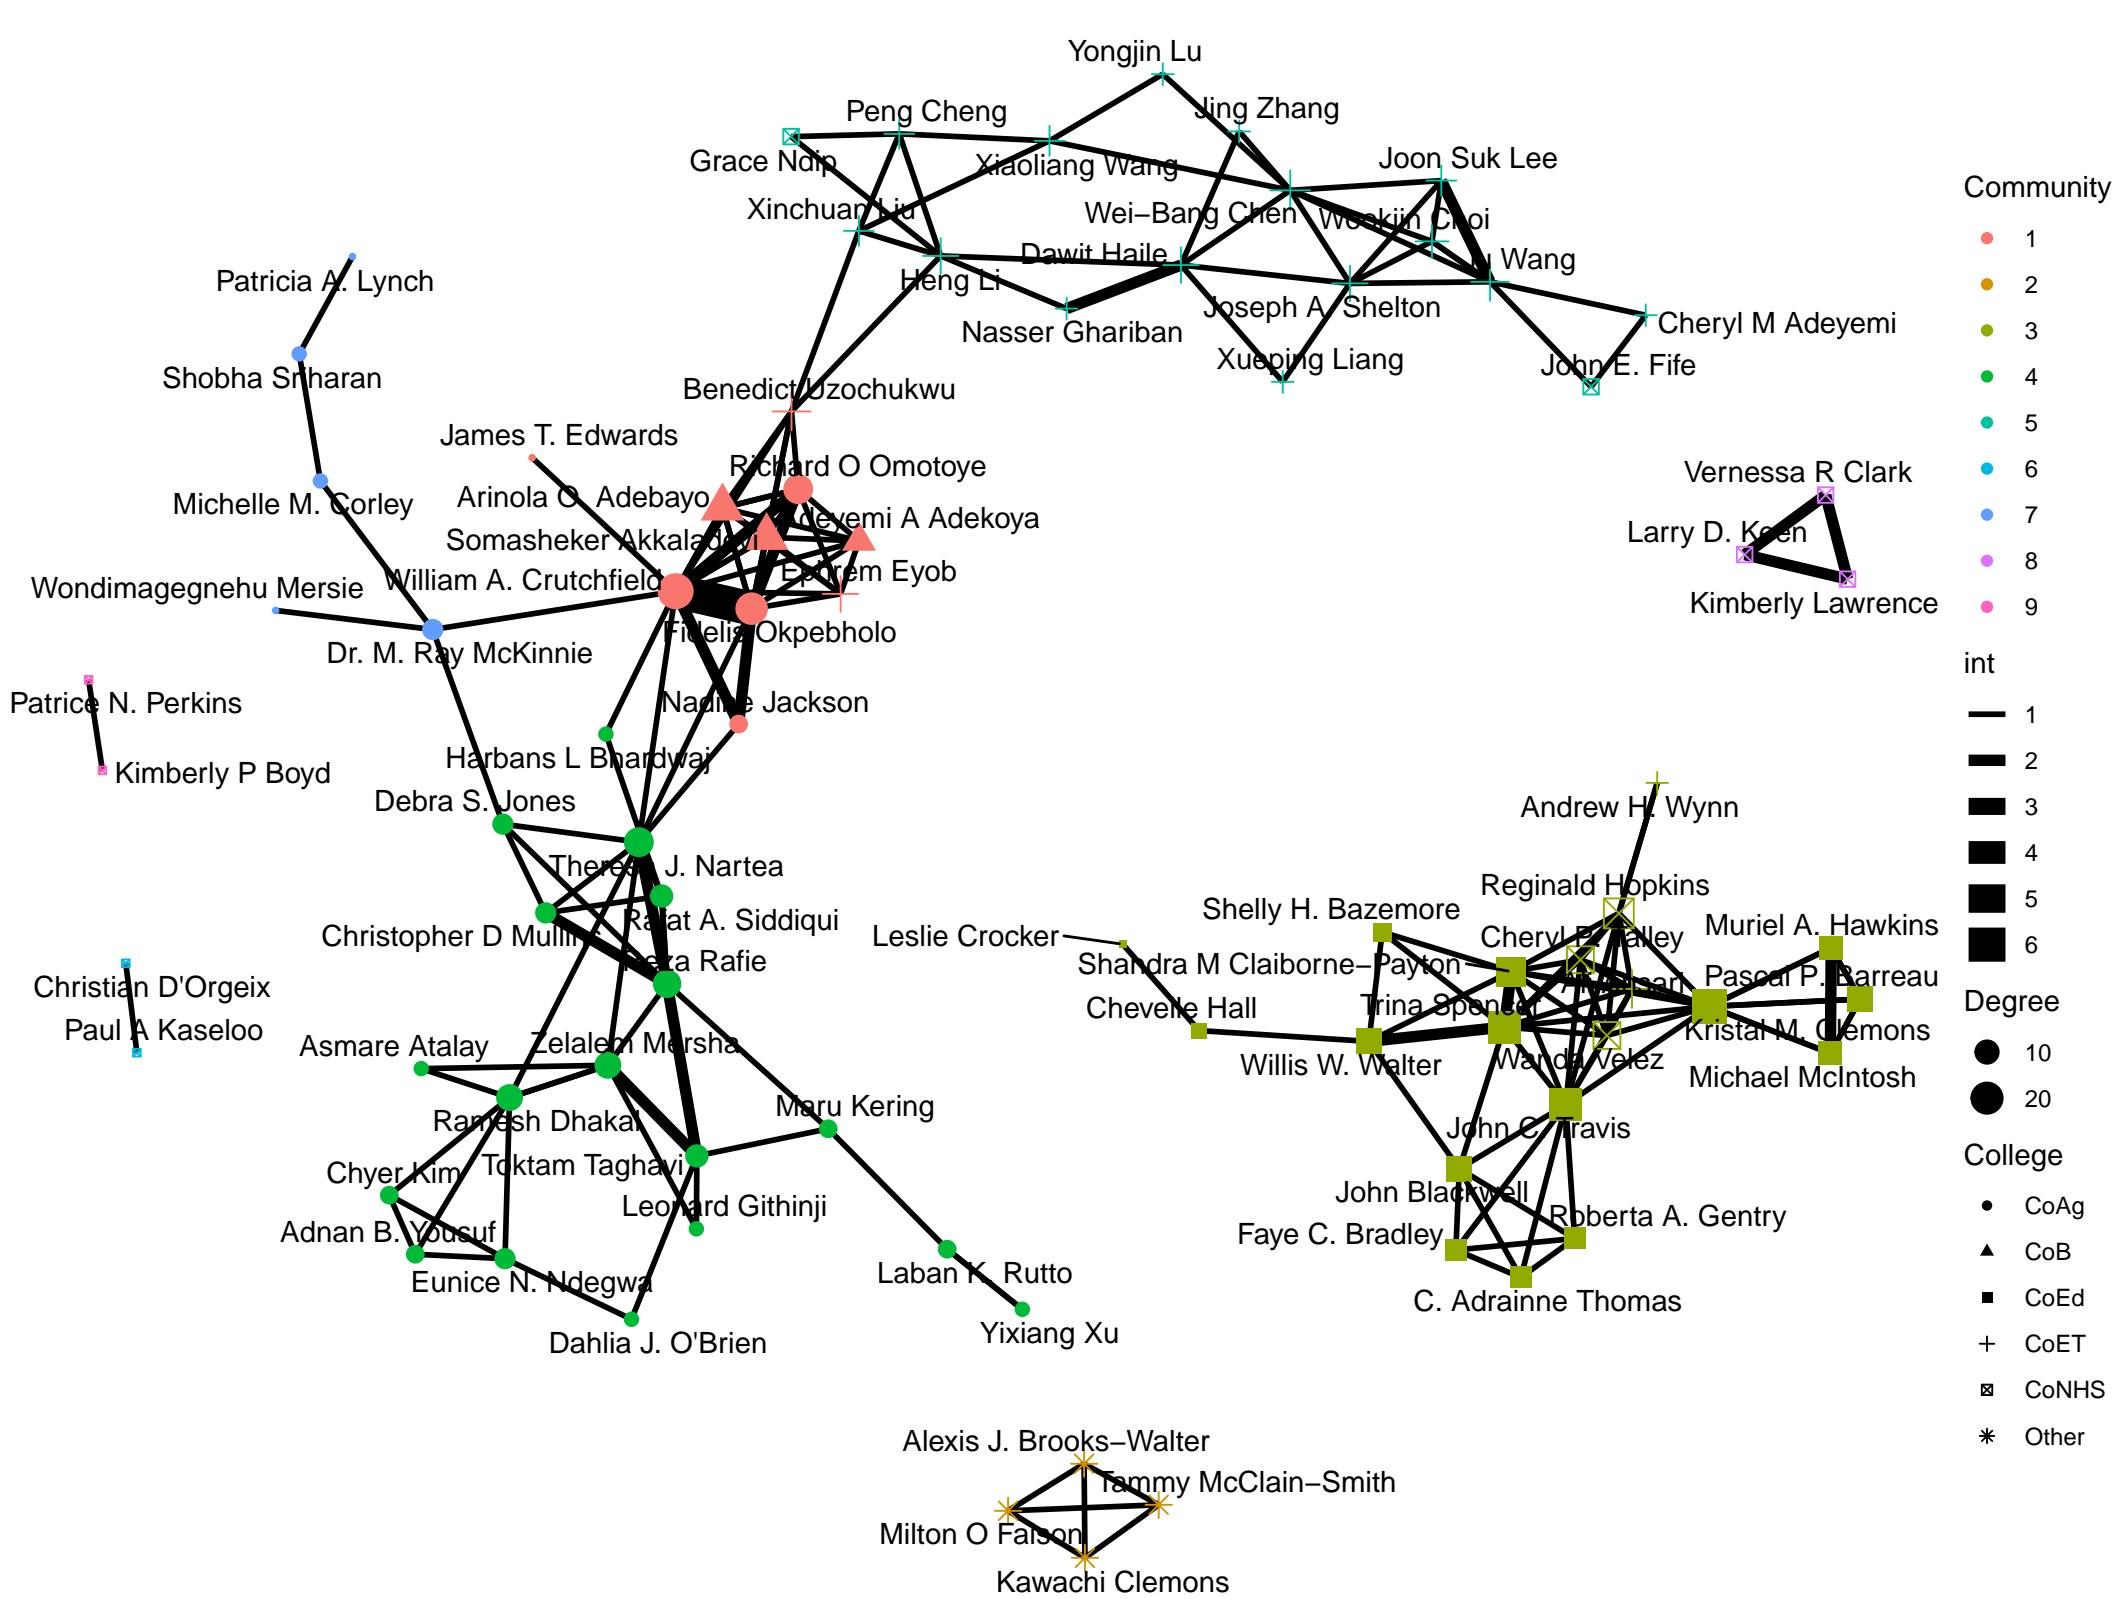 Yongjin Lu
Peng Cheng
Jing Zhang
Grace Ndip
Xiaoliang Wang
Joon Suk Lee
Xinchuan Liu
Wei−Bang Chen
Wookjin Choi
Dawit Haile
Ju Wang
Patricia A. Lynch
Heng Li
Joseph A. Shelton
Nasser Ghariban
Cheryl M Adeyemi
Shobha Sriharan
Xueping Liang
John E. Fife
Benedict Uzochukwu
James T. Edwards
Richard O Omotoye
Vernessa R Clark
Michelle M. Corley
Arinola O. Adebayo
Adeyemi A Adekoya
Larry D. Keen
Somasheker Akkaladevi
Wondimagegnehu Mersie
William A. Crutchfield
Ephrem Eyob
Kimberly Lawrence
Fidelis Okpebholo
Dr. M. Ray McKinnie
Patrice N. Perkins
Nadine Jackson
Kimberly P Boyd
Harbans L Bhardwaj
Debra S. Jones
Andrew H. Wynn
Theresa J. Nartea
Reginald Hopkins
Shelly H. Bazemore
Rafat A. Siddiqui
Muriel A. Hawkins
Christopher D Mullins
Leslie Crocker
Cheryl P. Talley
Reza Rafie
Shandra M Claiborne−Payton
Pascal P. Barreau
Christian D'Orgeix
Chevelle Hall
Trina Spencer
Paul A Kaseloo
Asmare Atalay
Zelalem Mersha
Kristal M. Clemons
Willis W. Walter
Wanda Velez
Michael McIntosh
Maru Kering
Ramesh Dhakal
John C. Travis
Chyer Kim
Toktam Taghavi
Leonard Githinji
John Blackwell
Adnan B. Yousuf
Faye C. Bradley
Roberta A. Gentry
Eunice N. Ndegwa
Laban K. Rutto
C. Adrainne Thomas
Dahlia J. O'Brien
Yixiang Xu
Alexis J. Brooks−Walter
Tammy McClain−Smith
Milton O Faison
Kawachi Clemons
Community
1
2
3
4
5
6
7
8
9
int
1
2
3
4
5
6
Degree
10
20
College
CoAg
CoB
CoEd
CoET
CoNHS
Other